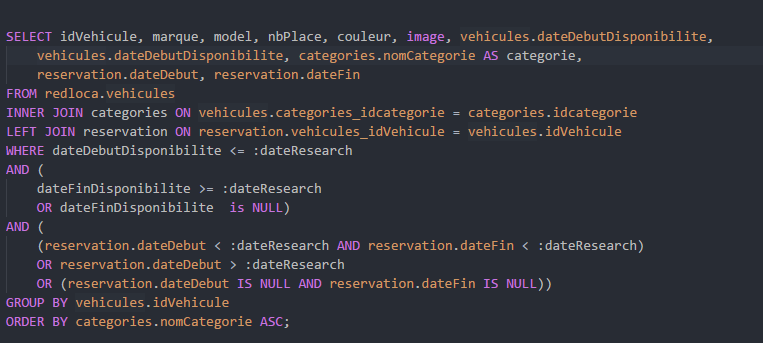 SELECT idVehicule, marque, model, nbPlace, couleur, image, vehicules.dateDebutDisponibilite,
vehicules.dateDebutDisponibilite, categories.nomCategorie AS categorie,
reservation.dateDebut, reservation.dateFin
FROM redloca.vehicules
INNER JOIN categories ON vehicules.categories_idcategorie = categories.idcategorie
LEFT JOIN reservation ON reservation.vehicules_idVehicule = vehicules.idVehicule
WHERE dateDebutDisponibilite <= :dateResearch
AND (
dateFinDisponibilite >= :dateResearch
OR dateFinDisponibilite  is NULL)
AND (
(reservation.dateDebut < :dateResearch AND reservation.dateFin < :dateResearch)
OR reservation.dateDebut > :dateResearch
OR (reservation.dateDebut IS NULL AND reservation.dateFin IS NULL))
GROUP BY vehicules.idVehicule
ORDER BY categories.nomCategorie ASC;